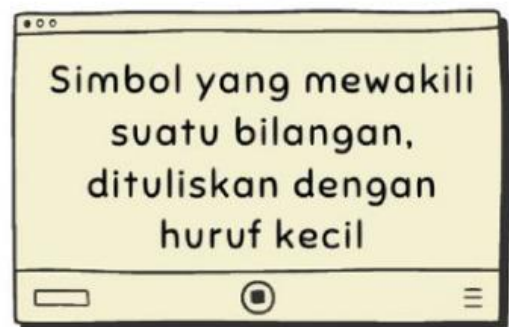 Simbol yang mewakili
suatu bilangan,
dituliskan dengan
huruf kecil